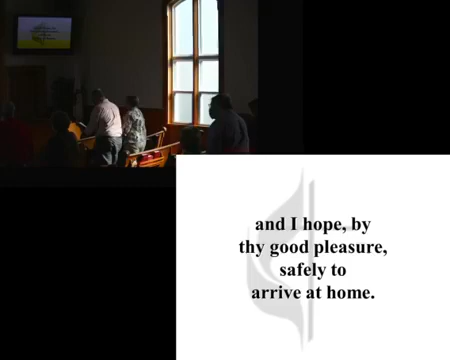 and I hope, by
thy good pleasure,
safely to
arrive at home.